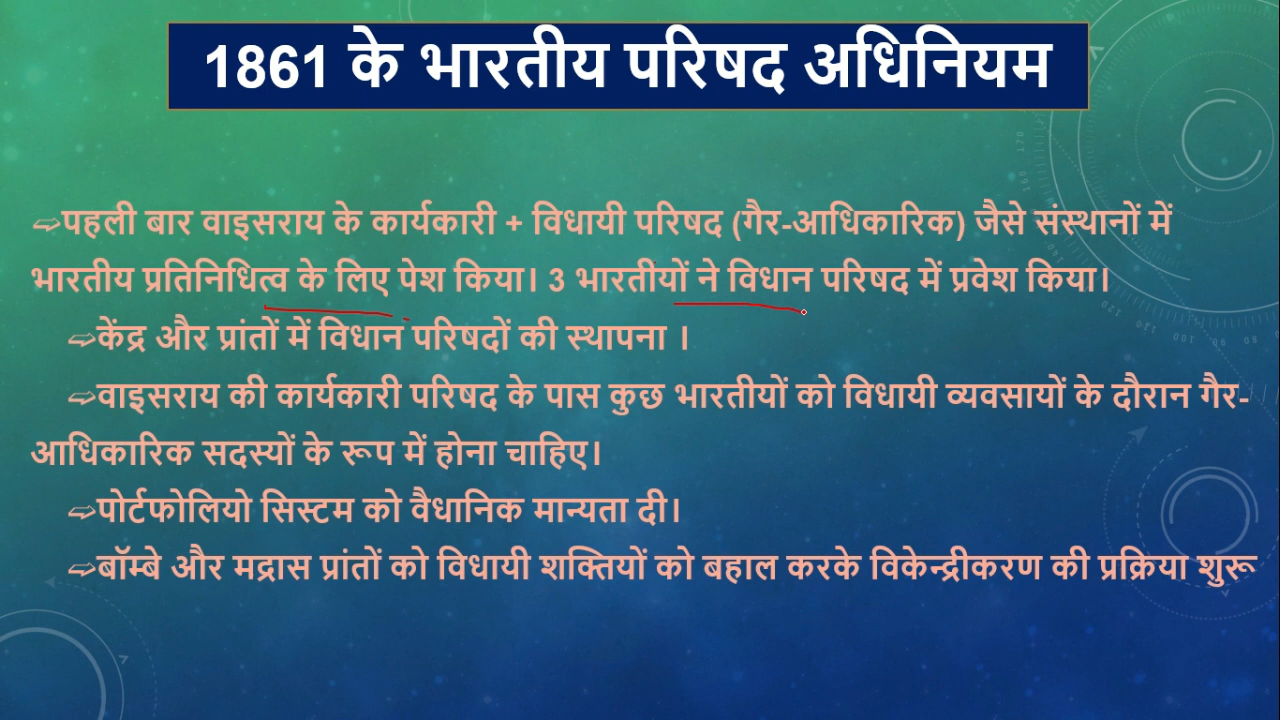 1861 के भारतीय परिषद अधिनियम
⇨पहली बार वाइसराय के कार्यकारी + विधायी परिषद (गैर-आधिकारिक) जैसे संस्थानों में
भारतीय प्रतिनिधित्व के लिए पेश किया। 3 भारतीयों ने विधान परिषद में प्रवेश किया।
⇨केंद्र और प्रांतों में विधान परिषदों की स्थापना ।
⇨वाइसराय की कार्यकारी परिषद के पास कुछ भारतीयों को विधायी व्यवसायों के दौरान गैर-
आधिकारिक सदस्यों के रूप में होना चाहिए।
⇨पोर्टफोलियो सिस्टम को वैधानिक मान्यता दी।
⇨बॉम्बे और मद्रास प्रांतों को विधायी शक्तियों को बहाल करके विकेन्द्रीकरण की प्रक्रिया शुरू